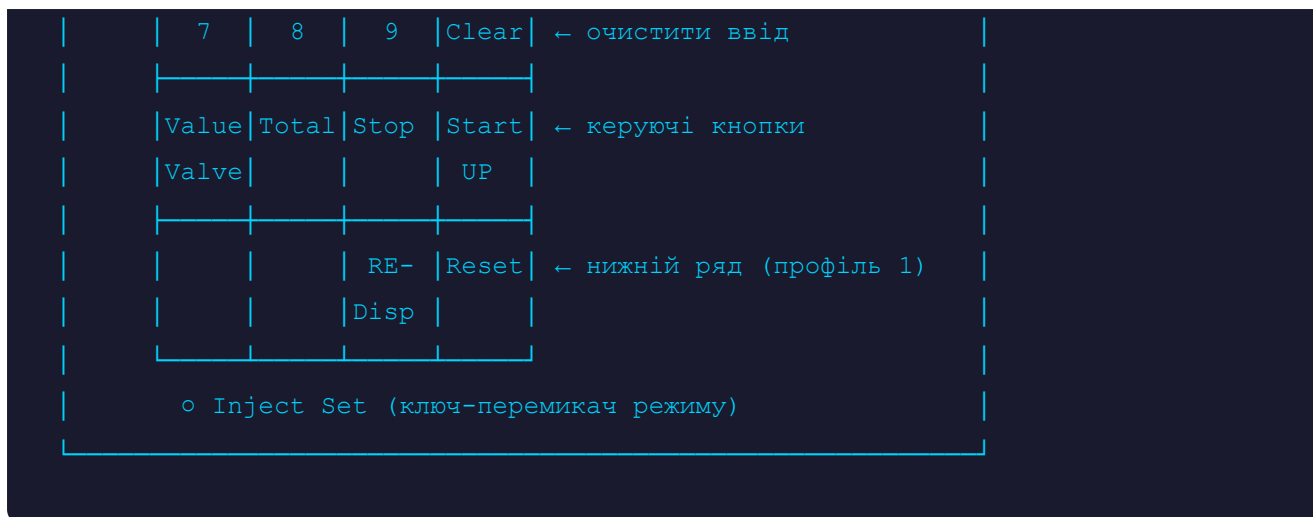 7 8 9 Clear ← очистити ввід
Value Total Stop Start ← керуючі кнопки
Valve UP
RE- Reset ← нижній ряд (профіль 1)
Disp
○ Inject Set (ключ-перемикач режиму)